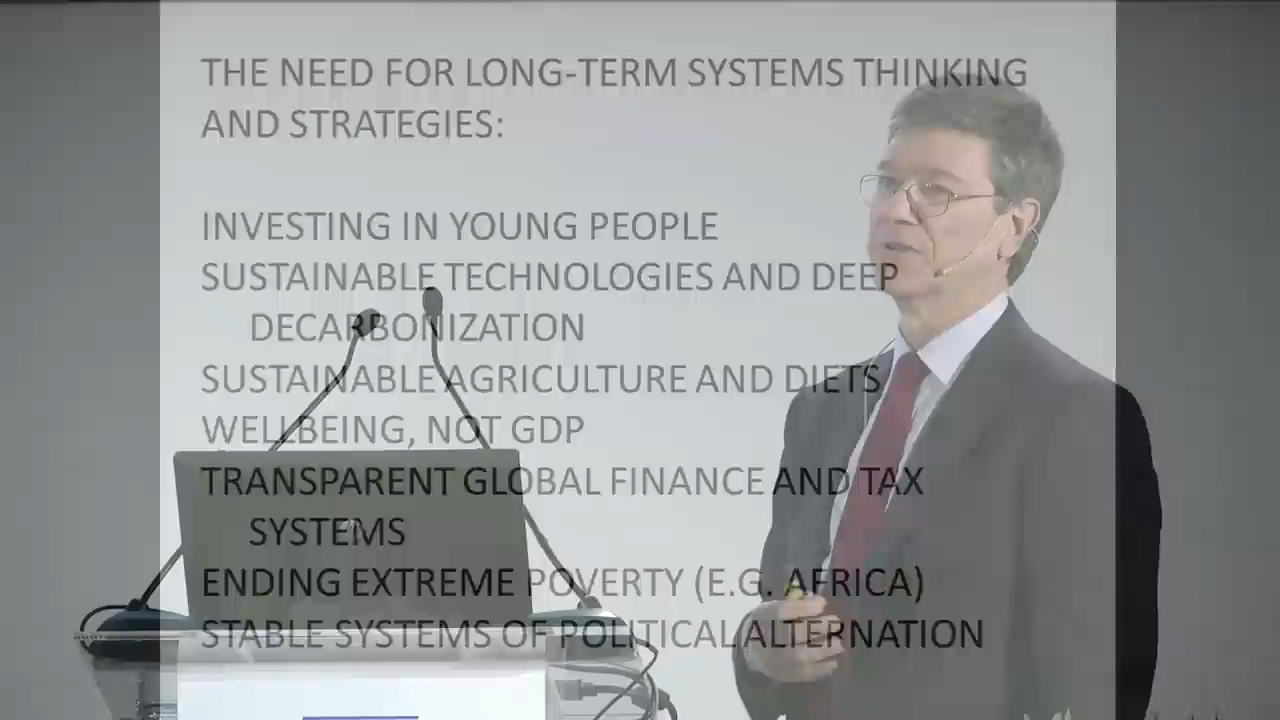 THE NEED FOR LONG-TERM SYSTEMS THINKING
AND STRATEGIES:
INVESTING IN YOUNG PEOPLE
SUSTAINABLE TECHNOLOGIES AND DEEP
DECARBONIZATION
SUSTAINABLE AGRICULTURE AND DIETS
WELLBEING, NOT GDP
TRANSPARENT GLOBAL FINANCE AND TAX
SYSTEMS
ENDING EXTREME POVERTY (E.G. AFRICA)
STABLE SYSTEMS OF POLITICAL ALTERNATION